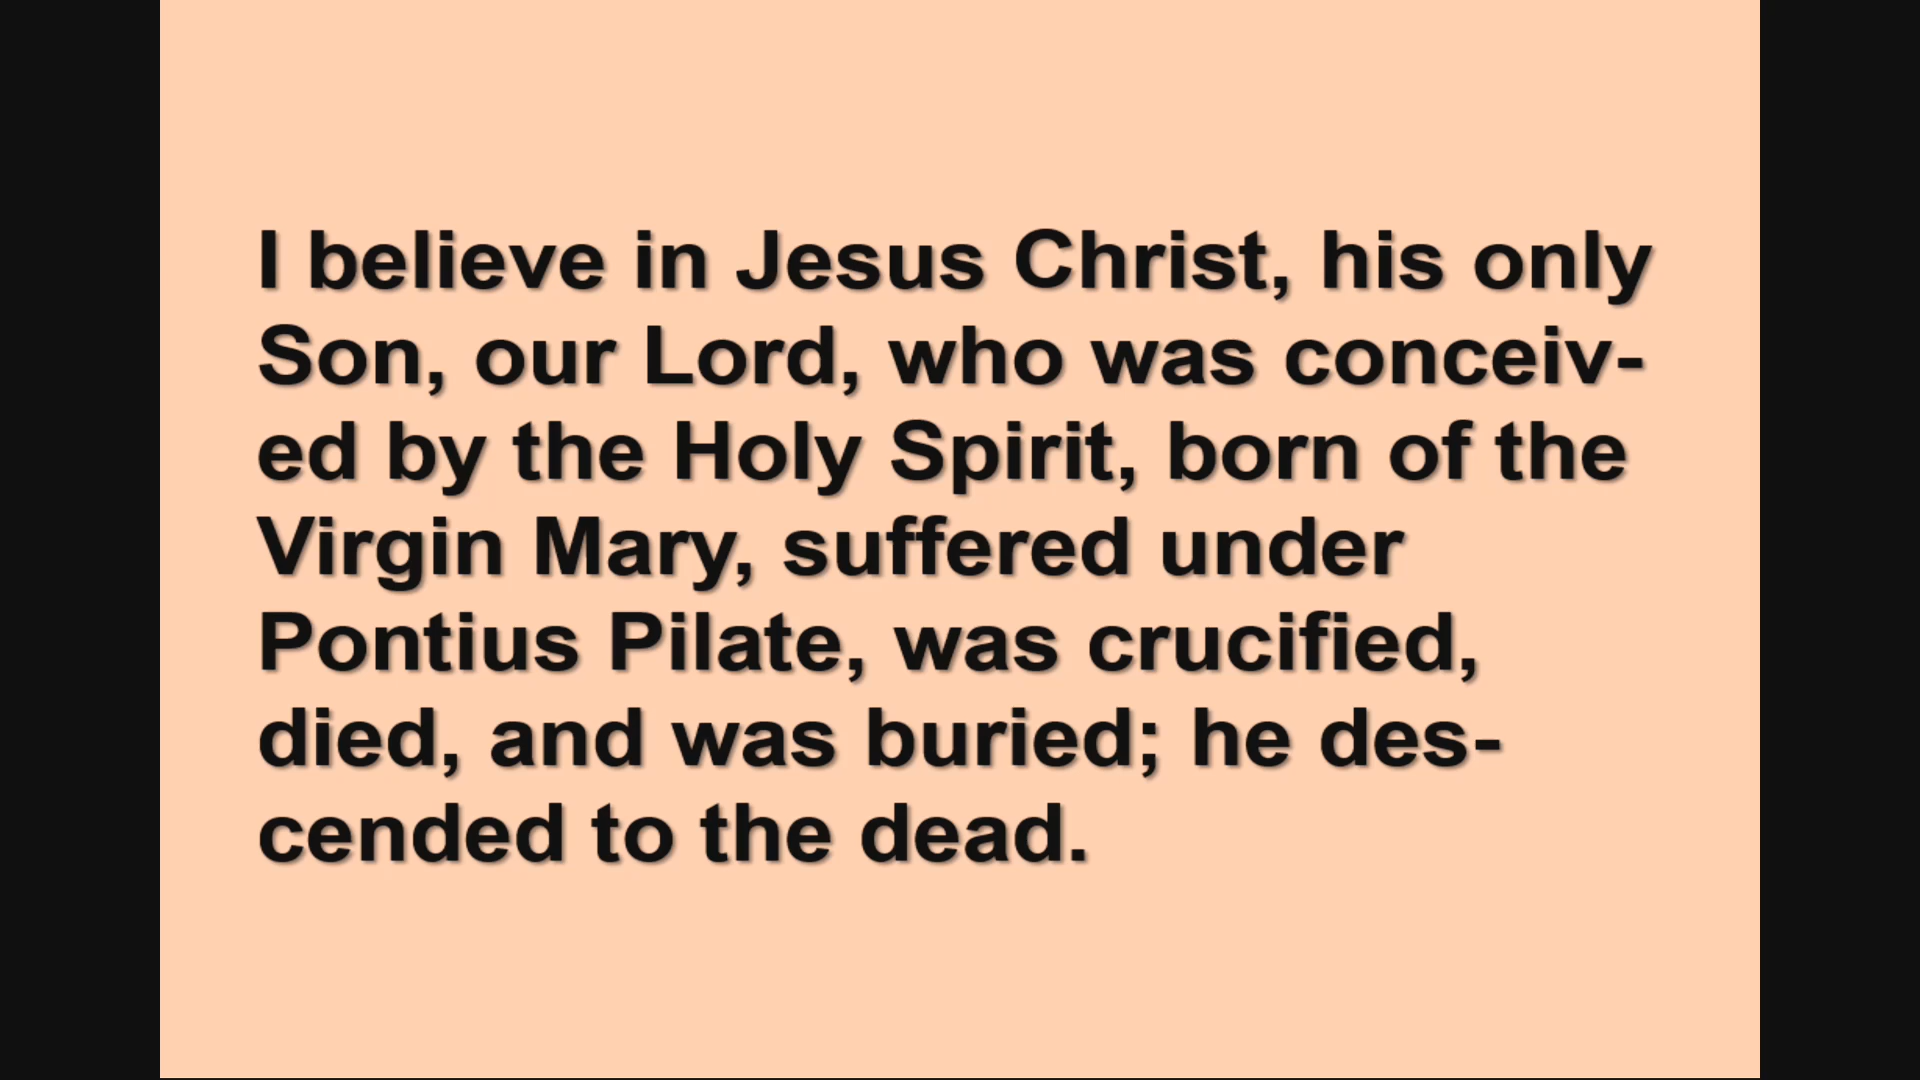 I believe in Jesus Christ, his only
Son, our Lord, who was conceiv-
ed by the Holy Spirit, born of the
Virgin Mary, suffered under
Pontius Pilate, was crucified,
died, and was buried; he des-
cended to the dead.